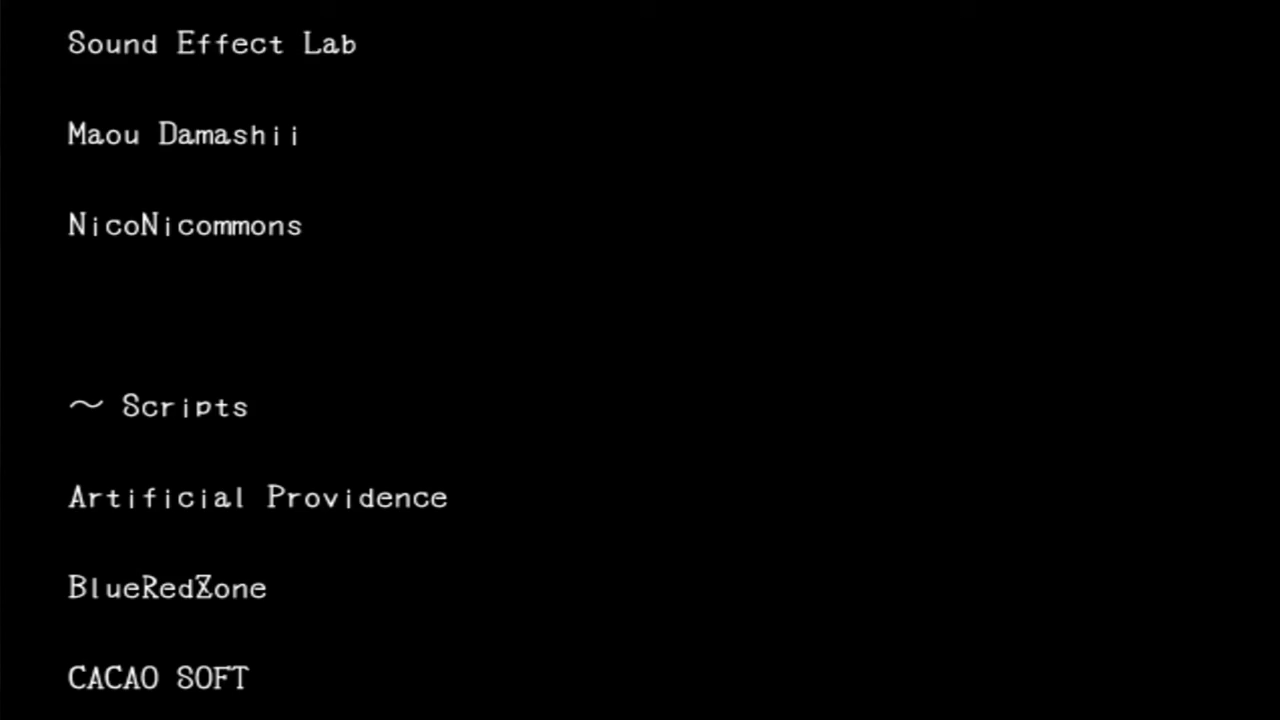 Sound Effect Lab
Maou Damashii
NicoNicommons
～ Scripts
Artificial Providence
BlueRedZone
CACAO SOFT